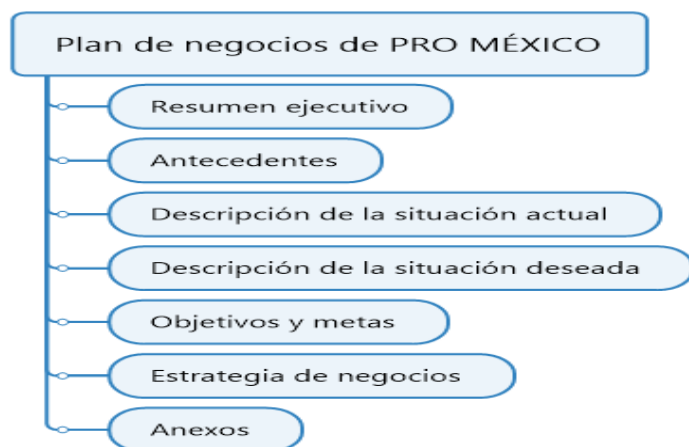 Plan de negocios de PRO MÉXICO
Resumen ejecutivo
Antecedentes
Descripción de la situación actual
Descripción de la situación deseada
Objetivos y metas
Estrategia de negocios
Anexos